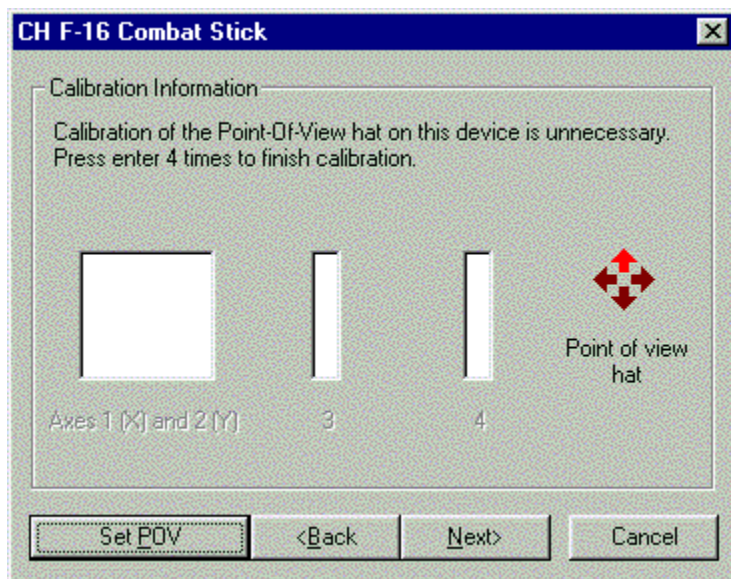 CH F-16 Combat Stick
Calibration Information
Calibration of the Point-Of-View hat on this device is unnecessary.
Press enter 4 times to finish calibration.
Point of view
hat
Axes 1 (X) and 2 (Y)
3
4
Set POV
<Back
Next>
Cancel